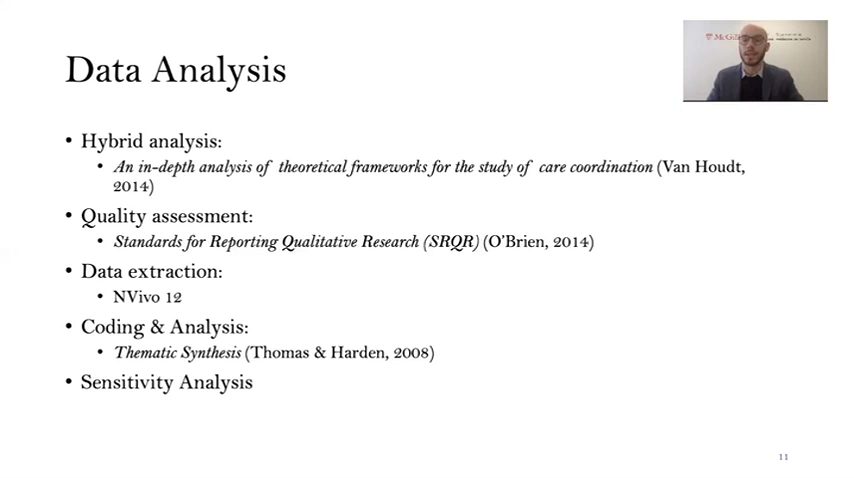 McGill
Data Analysis
• Hybrid analysis:
• An in-depth analysis of theoretical frameworks for the study of care coordination (Van Houdt,
2014)
• Quality assessment:
• Standards for Reporting Qualitative Research (SRQR) (O'Brien, 2014)
• Data extraction:
• NVivo 12
• Coding & Analysis:
• Thematic Synthesis (Thomas & Harden, 2008)
• Sensitivity Analysis
11